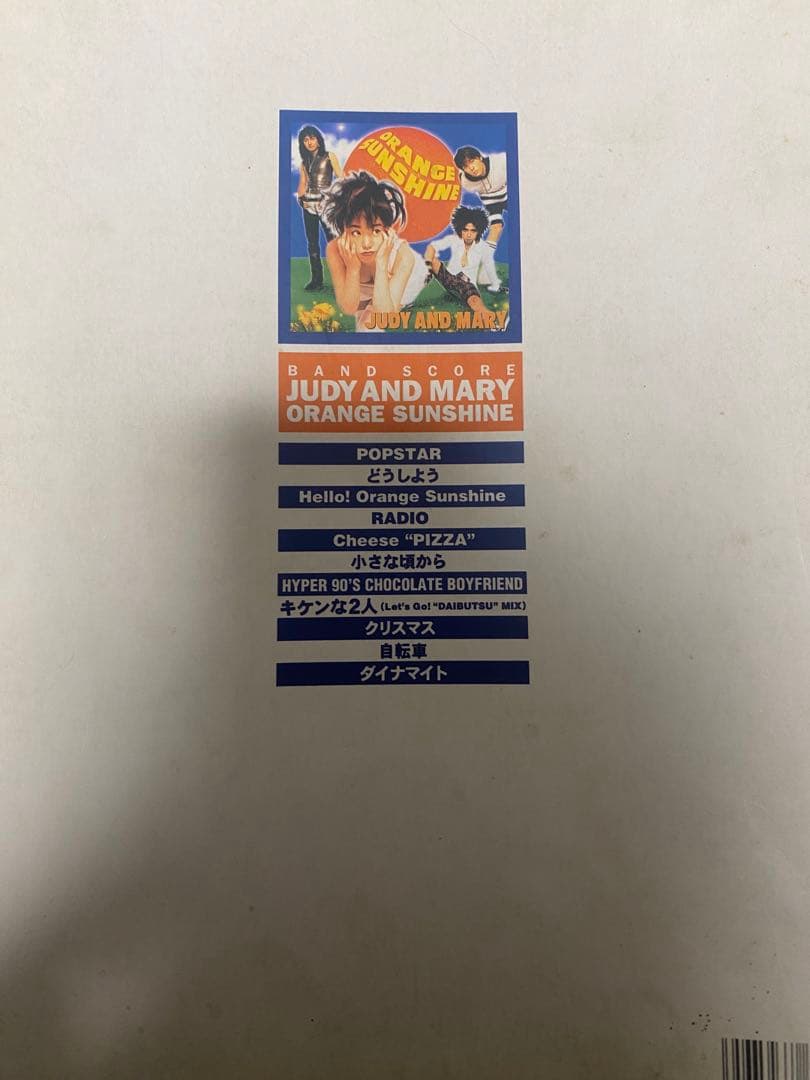 ORANGE
SUNSHINE
JUDY AND MARY
BAND SCORE
JUDY AND MARY
ORANGE SUNSHINE
POPSTAR
どうしよう
Hello! Orange Sunshine
RADIO
Cheese “PIZZA”
小さな頃から
HYPER 90'S CHOCOLATE BOYFRIEND
キケンな2人(Let's Go! “DAIBUTSU” MIX)
クリスマス
自転車
ダイナマイト